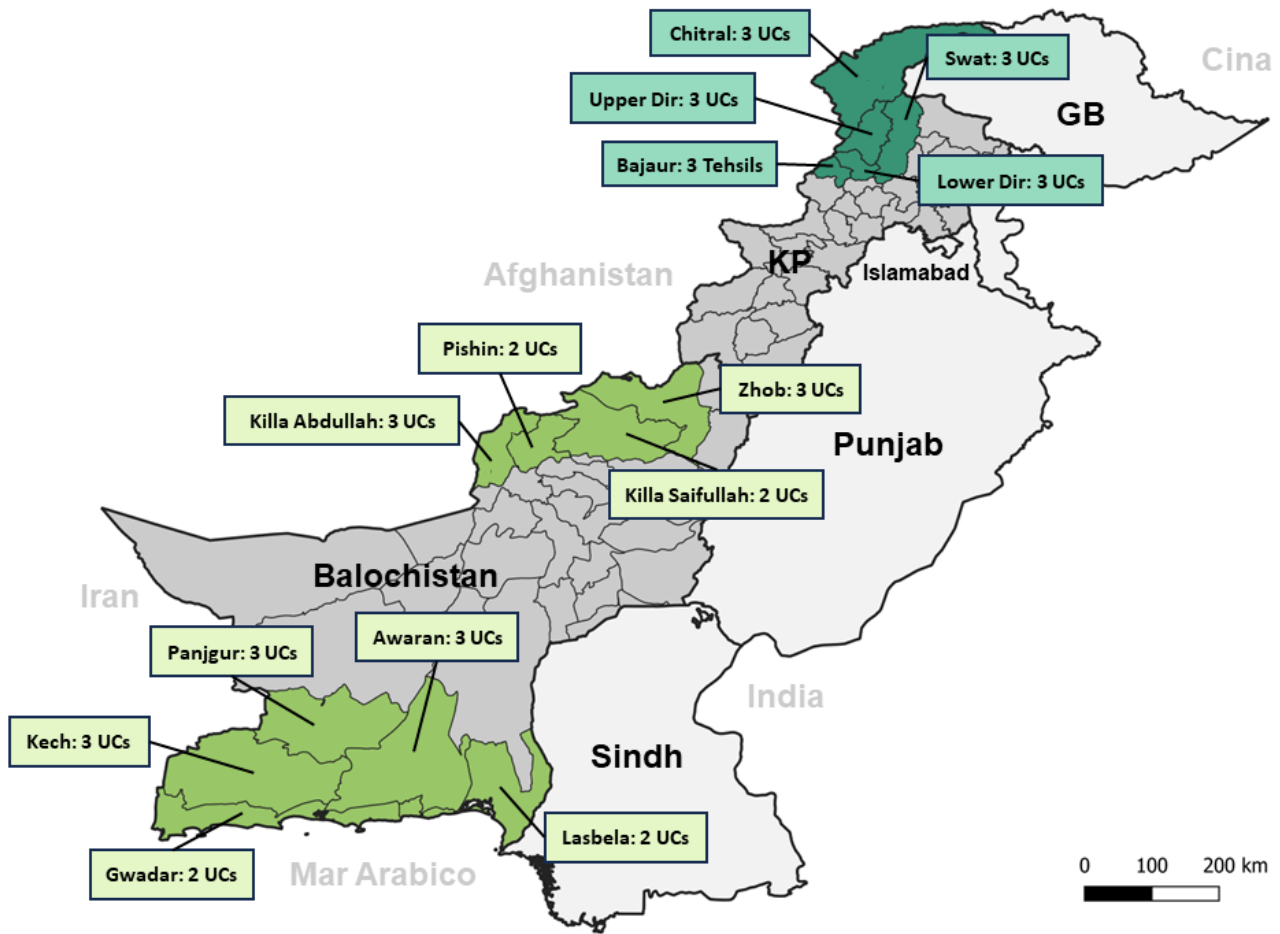 Chitral: 3 UCs
Swat: 3 UCs
Cina
Upper Dir: 3 UCs
GB
Bajaur: 3 Tehsils
Lower Dir: 3 UCs
KP
Islamabad
Afghanistan
Pishin: 2 UCs
Zhob: 3 UCs
Killa Abdullah: 3 UCs
Punjab
Killa Saifullah: 2 UCs
Balochistan
Iran
Awaran: 3 UCs
Panjgur: 3 UCs
India
Kech: 3 UCs
Sindh
Lasbela: 2 UCs
Gwadar: 2 UCs
Mar Arabico
0 100 200 km